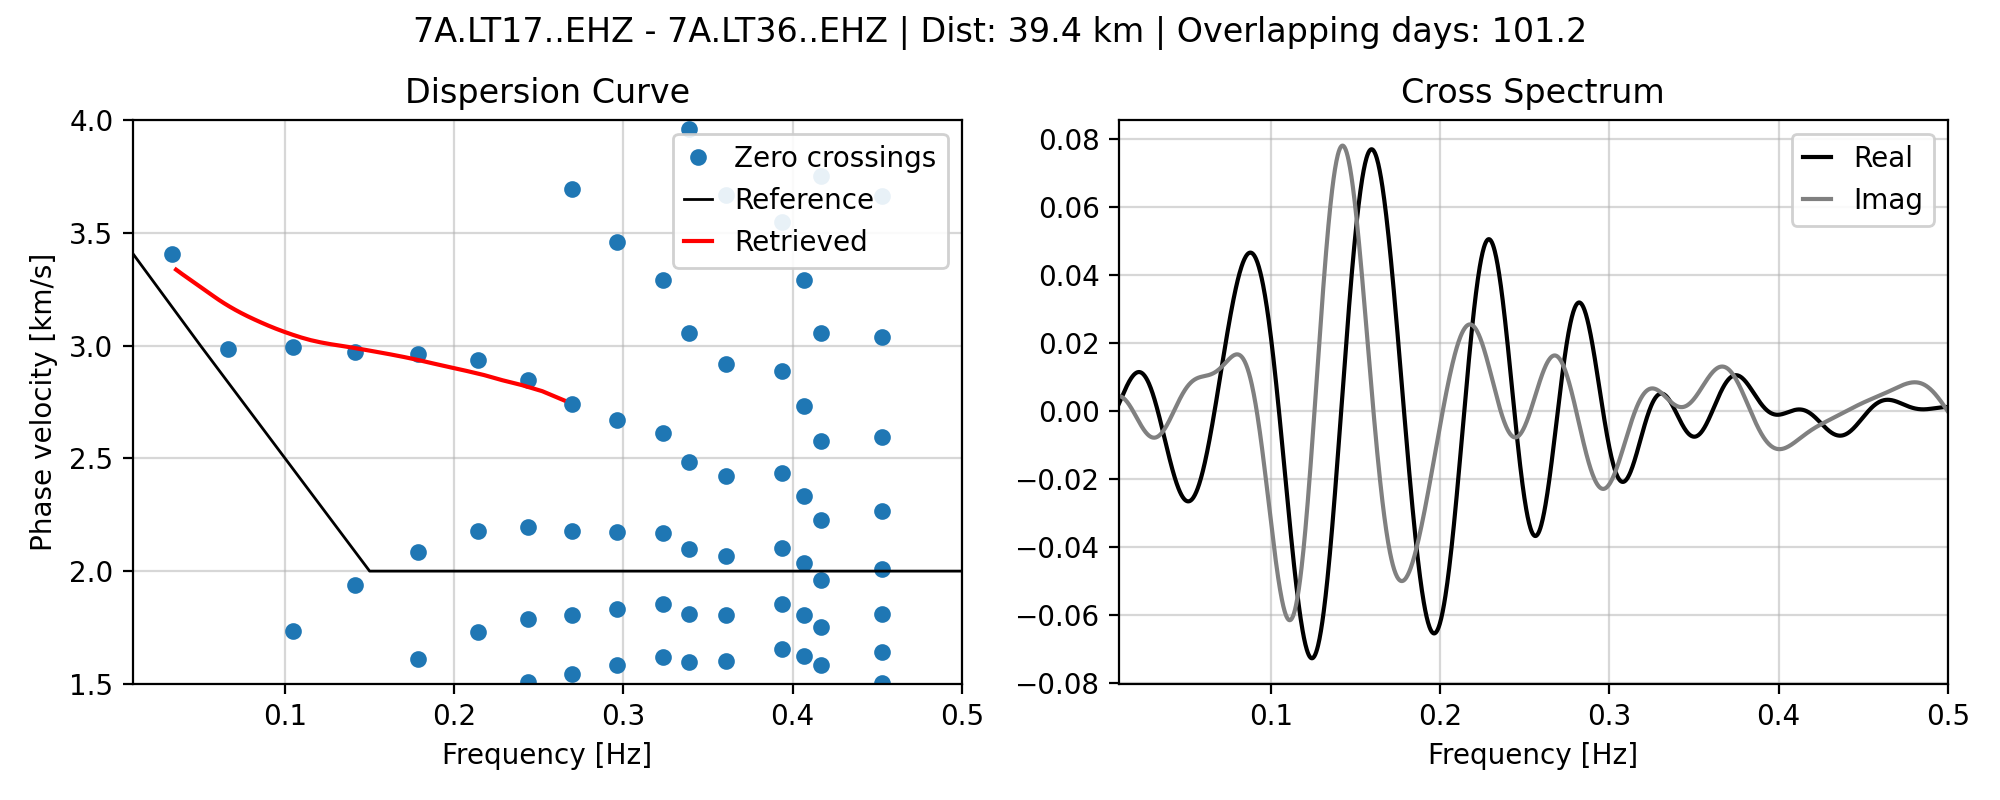 7A.LT17..EHZ - 7A.LT36..EHZ | Dist: 39.4 km | Overlapping days: 101.2
Dispersion Curve
4.0
3.5
3.0
2.5
2.0
1.5
Phase velocity [km/s]
Zero crossings
Reference
Retrieved
0.1 0.2 0.3 0.4 0.5
Frequency [Hz]
Cross Spectrum
0.08
0.06
0.04
0.02
0.00
−0.02
−0.04
−0.06
−0.08
Real
Imag
0.1 0.2 0.3 0.4 0.5
Frequency [Hz]